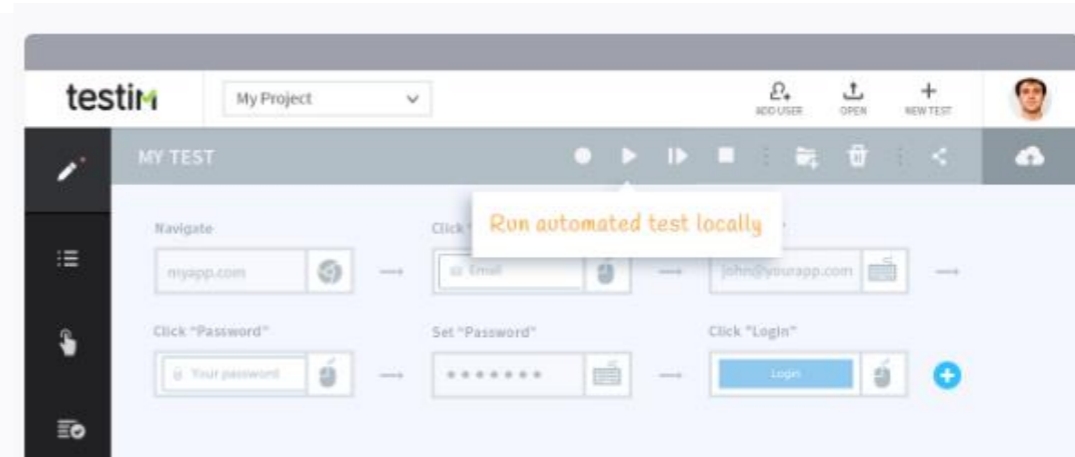 testim
My Project
ADD USER
OPEN
NEW TEST
MY TEST
Run automated test locally
Navigate
Click "
"
myapp.com
Email
john@yourapp.com
Click "Password"
Set "Password"
Click "Login"
Your password
*******
Login